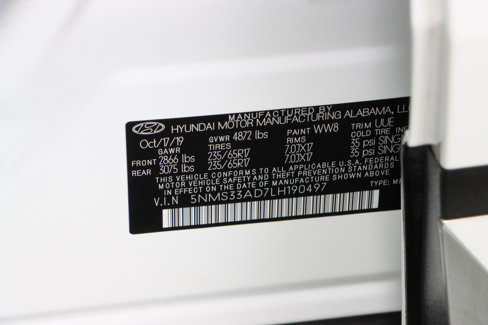 MANUFACTURED BY
HYUNDAI MOTOR MANUFACTURING ALABAMA, LL
Oct/17/19 GVWR 4872 lbs PAINT WW8 TRIM UUE
GAWR TIRES
FRONT 2866 lbs 235/65R17 7.0JX17 35 psi SING
REAR 3075 lbs 235/65R17 7.0JX17 35 psi SING
THIS VEHICLE CONFORMS TO ALL APPLICABLE U.S. FEDERAL
MOTOR VEHICLE SAFETY AND THEFT PREVENTION STANDARDS
IN EFFECT ON THE DATE OF MANUFACTURE SHOWN ABOVE.
V.I.N 5NMS33AD7LH190497 TYPE: